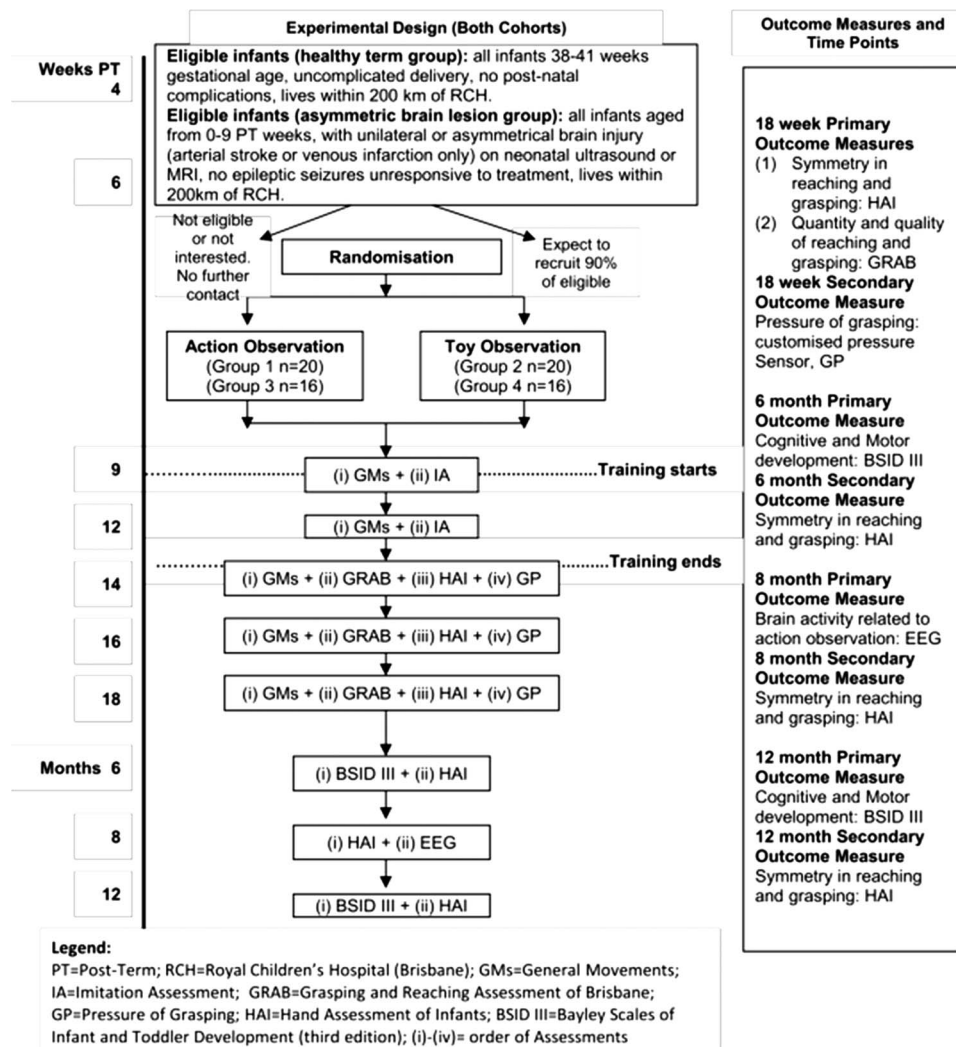 Experimental Design (Both Cohorts)
Eligible infants (healthy term group): all infants 38-41 weeks
gestational age, uncomplicated delivery, no post-natal
complications, lives within 200 km of RCH.
Eligible infants (asymmetric brain lesion group): all infants aged
from 0-9 PT weeks, with unilateral or asymmetrical brain injury
(arterial stroke or venous infarction only) on neonatal ultrasound or
MRI, no epileptic seizures unresponsive to treatment, lives within
200km of RCH.
Weeks PT
4
6
Not eligible
or not
interested.
No further
contact
Randomisation
Expect to
recruit 90%
of eligible
Action Observation
(Group 1 n=20)
(Group 3 n=16)
Toy Observation
(Group 2 n=20)
(Group 4 n=16)
9
(i) GMs + (ii) IA
Training starts
12
(i) GMs + (ii) IA
Training ends
14
(i) GMs + (ii) GRAB + (iii) HAI + (iv) GP
16
(i) GMs + (ii) GRAB + (iii) HAI + (iv) GP
18
(i) GMs + (ii) GRAB + (iii) HAI + (iv) GP
Months 6
(i) BSID III + (ii) HAI
8
(i) HAI + (ii) EEG
12
(i) BSID III + (ii) HAI
Outcome Measures and
Time Points
18 week Primary
Outcome Measures
(1) Symmetry in
reaching and
grasping: HAI
(2) Quantity and quality
of reaching and
grasping: GRAB
18 week Secondary
Outcome Measure
Pressure of grasping:
customised pressure
Sensor, GP
6 month Primary
Outcome Measure
Cognitive and Motor
development: BSID III
6 month Secondary
Outcome Measure
Symmetry in reaching
and grasping: HAI
8 month Primary
Outcome Measure
Brain activity related to
action observation: EEG
8 month Secondary
Outcome Measure
Symmetry in reaching
and grasping: HAI
12 month Primary
Outcome Measure
Cognitive and Motor
development: BSID III
12 month Secondary
Outcome Measure
Symmetry in reaching
and grasping: HAI
Legend:
PT=Post-Term; RCH=Royal Children's Hospital (Brisbane); GMs=General Movements;
IA=Imitation Assessment; GRAB=Grasping and Reaching Assessment of Brisbane;
GP=Pressure of Grasping; HAI=Hand Assessment of Infants; BSID III=Bayley Scales of
Infant and Toddler Development (third edition); (i)-(iv)= order of Assessments